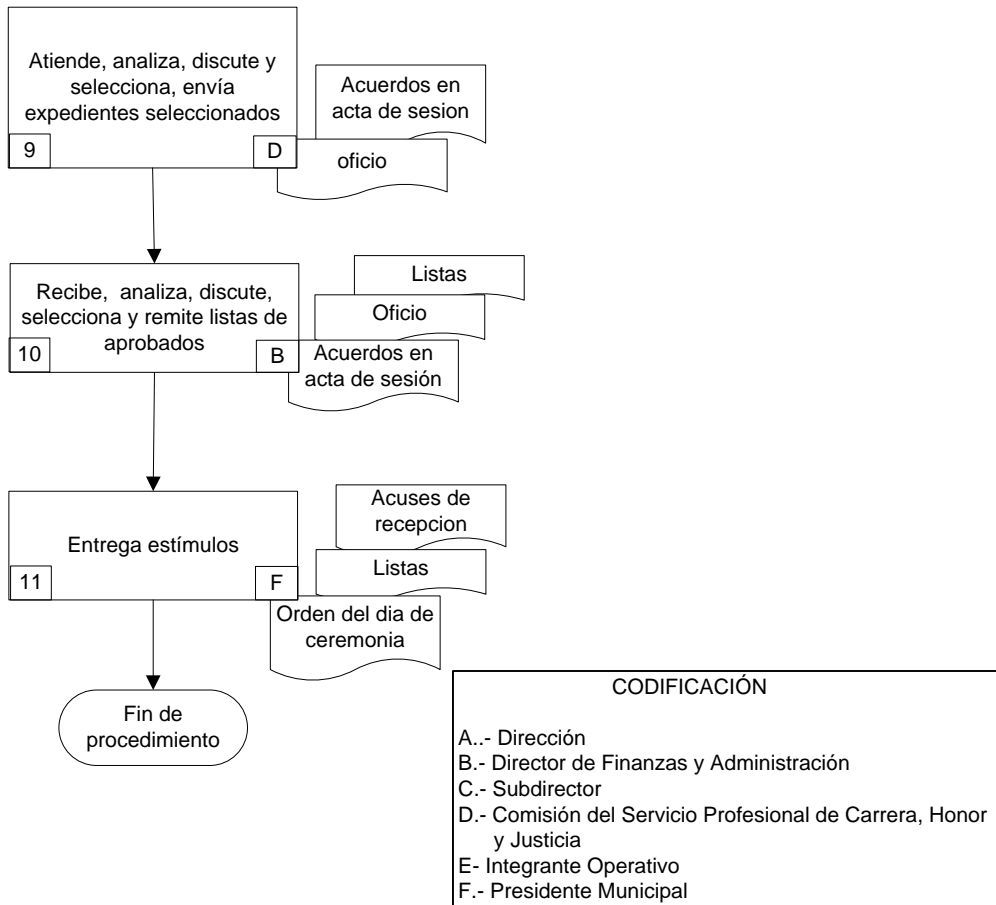 Atiende, analiza, discute y
selecciona, envía
expedientes seleccionados
9
D
Acuerdos en
acta de sesion
oficio
Recibe, analiza, discute,
selecciona y remite listas de
aprobados
10
B
Listas
Oficio
Acuerdos en
acta de sesión
Entrega estímulos
11
F
Acuses de
recepcion
Listas
Orden del dia de
ceremonia
Fin de
procedimiento
CODIFICACIÓN
A..- Dirección
B.- Director de Finanzas y Administración
C.- Subdirector
D.- Comisión del Servicio Profesional de Carrera, Honor
y Justicia
E- Integrante Operativo
F.- Presidente Municipal